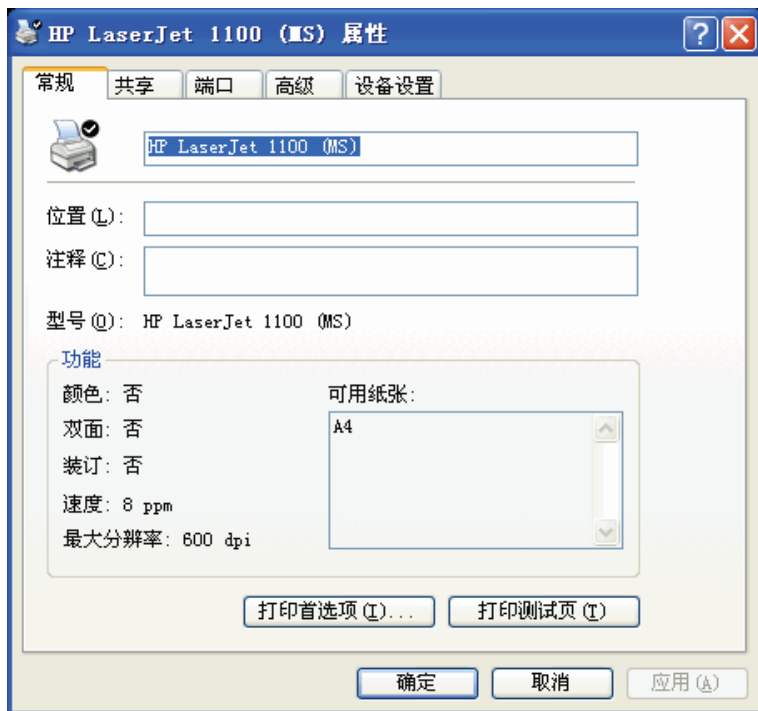 HP LaserJet 1100 (MS) 属性
常规 共享 端口 高级 设备设置
HP LaserJet 1100 (MS)
位置(L):
注释(C):
型号(O): HP LaserJet 1100 (MS)
功能
颜色: 否
双面: 否
装订: 否
速度: 8 ppm
最大分辨率: 600 dpi
可用纸张:
A4
打印首选项(I)... 打印测试页(T)
确定 取消 应用(A)